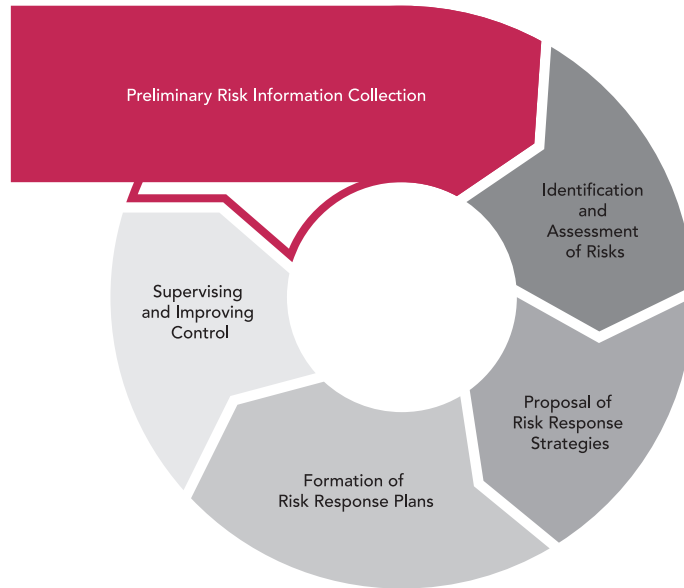 Preliminary Risk Information Collection
Identification
and
Assessment
of Risks
Proposal of
Risk Response
Strategies
Formation of
Risk Response Plans
Supervising
and Improving
Control